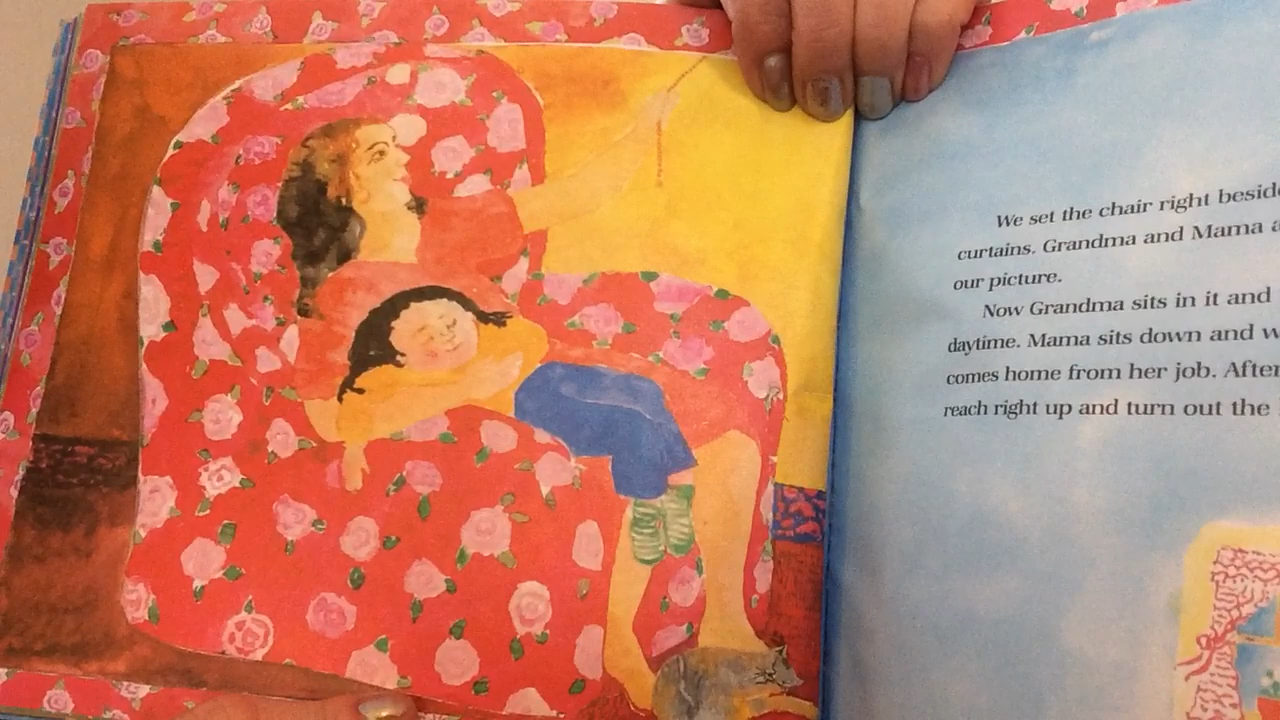 We set the chair right
curtains. Grandma and Mama
our picture.
Now Grandma sits in it and
daytime. Mama sits down and
comes home from her job. After
reach right up and turn out the